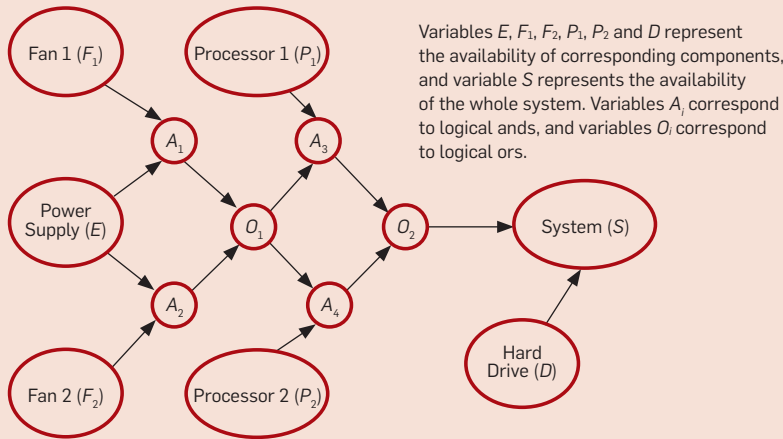 Fan 1 (F₁)
Processor 1 (P₁)
Variables E, F₁, F₂, P₁, P₂ and D represent
the availability of corresponding components,
and variable S represents the availability
of the whole system. Variables Aᵢ correspond
to logical ands, and variables Oᵢ correspond
to logical ors.
A₁
A₃
Power
Supply (E)
O₁
O₂
System (S)
A₂
A₄
Hard
Drive (D)
Fan 2 (F₂)
Processor 2 (P₂)